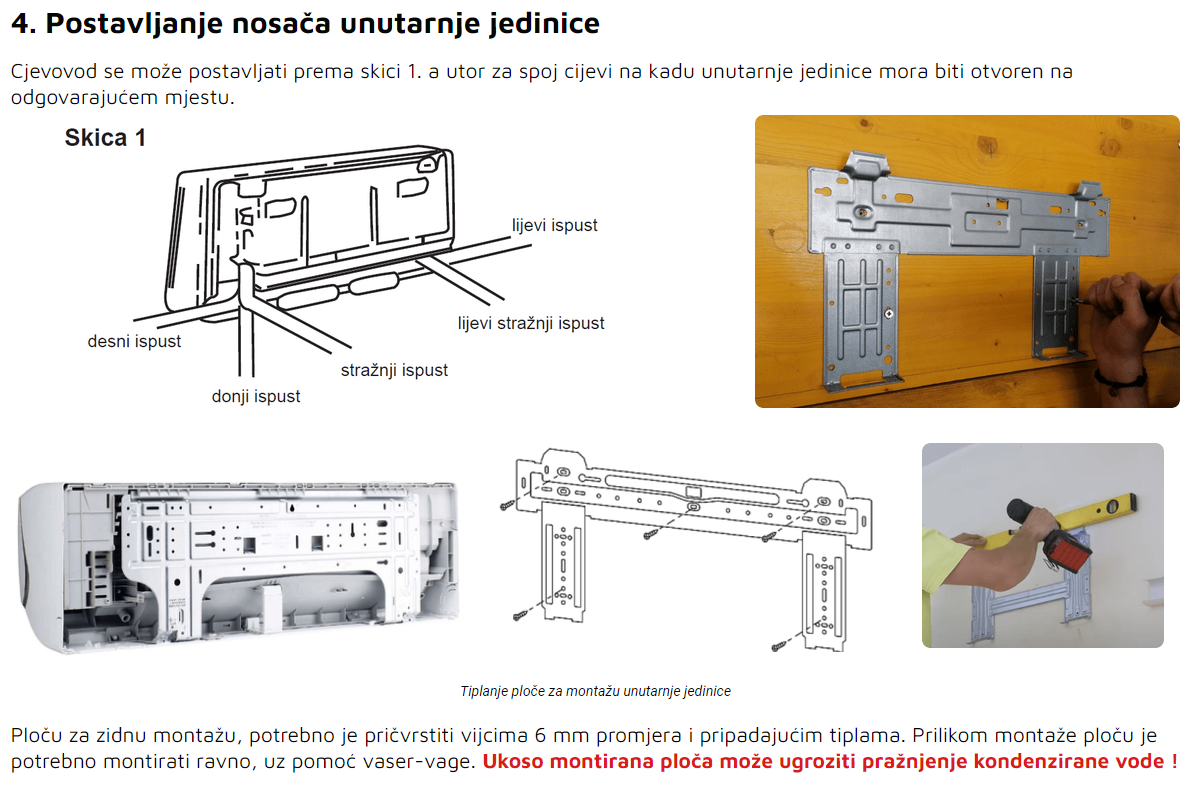 4. Postavljanje nosača unutarnje jedinice
Cjevovod se može postavljati prema skici 1. a utor za spoj cijevi na kadu unutarnje jedinice mora biti otvoren na
odgovarajućem mjestu.
Skica 1
lijevi ispust
lijevi stražnji ispust
desni ispust
stražnji ispust
donji ispust
Tiplanje ploče za montažu unutarnje jedinice
Ploču za zidnu montažu, potrebno je pričvrstiti vijcima 6 mm promjera i pripadajućim tiplama. Prilikom montaže ploču je
potrebno montirati ravno, uz pomoć vaser-vage. Ukoso montirana ploča može ugroziti pražnjenje kondenzirane vode !